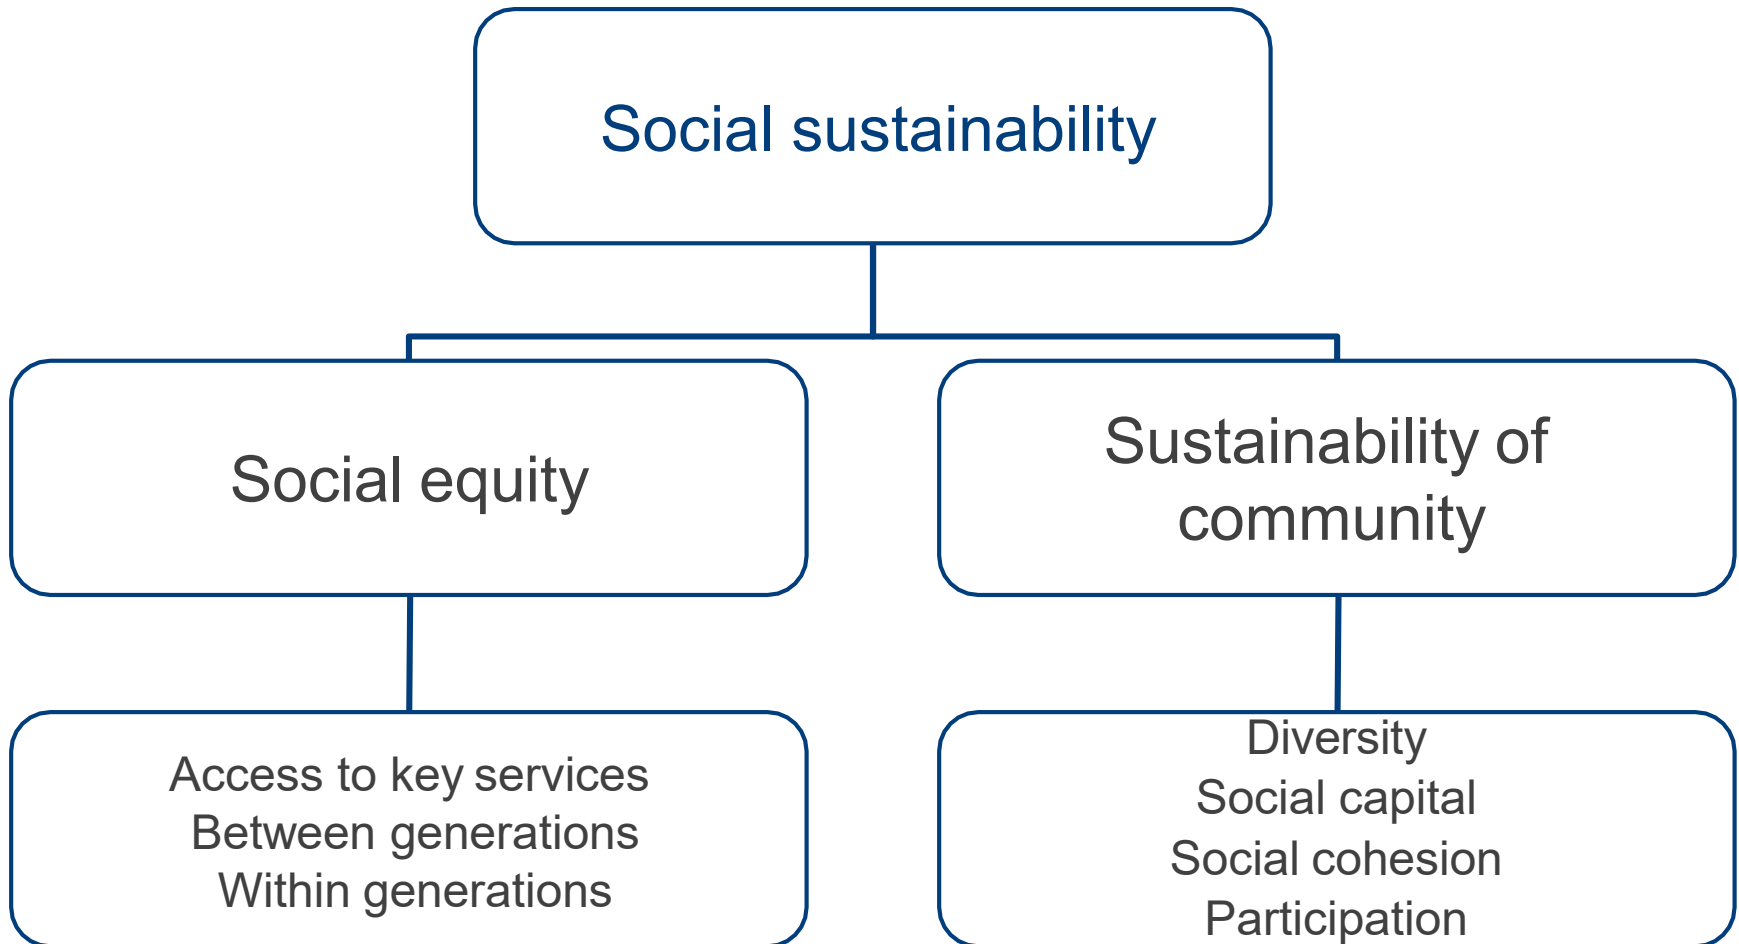 Social sustainability
Social equity
Sustainability of
community
Access to key services
Between generations
Within generations
Diversity
Social capital
Social cohesion
Participation